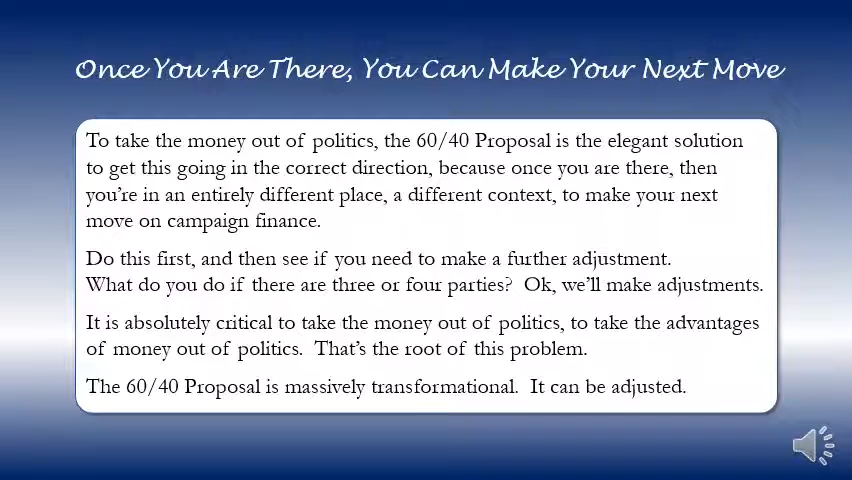 Once You Are There, You Can Make Your Next Move
To take the money out of politics, the 60/40 Proposal is the elegant solution
to get this going in the correct direction, because once you are there, then
you're in an entirely different place, a different context, to make your next
move on campaign finance.
Do this first, and then see if you need to make a further adjustment.
What do you do if there are three or four parties?  Ok, we'll make adjustments.
It is absolutely critical to take the money out of politics, to take the advantages
of money out of politics.  That's the root of this problem.
The 60/40 Proposal is massively transformational.  It can be adjusted.